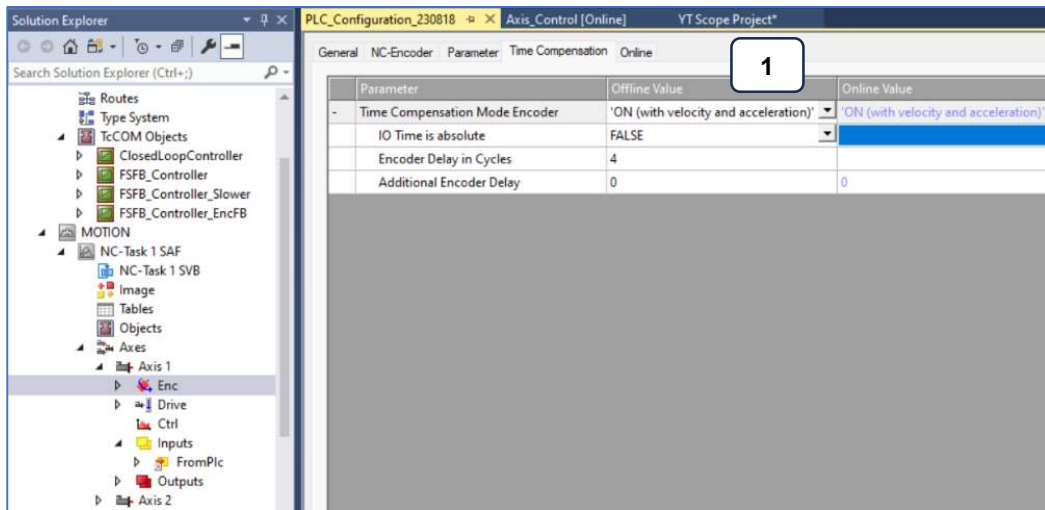 Solution Explorer
Search Solution Explorer (Ctrl+;)
Routes
Type System
TcCOM Objects
ClosedLoopController
FSFB_Controller
FSFB_Controller_Slower
FSFB_Controller_EncFB
MOTION
NC-Task 1 SAF
NC-Task 1 SVB
Image
Tables
Objects
Axes
Axis 1
Enc
Drive
Ctrl
Inputs
FromPlc
Outputs
Axis 2
PLC_Configuration_230818 Axis_Control [Online] YT Scope Project*
General NC-Encoder Parameter Time Compensation Online
1
Parameter Offline Value Online Value
- Time Compensation Mode Encoder 'ON (with velocity and acceleration)' 'ON (with velocity and acceleration)'
IO Time is absolute FALSE
Encoder Delay in Cycles 4
Additional Encoder Delay 0 0